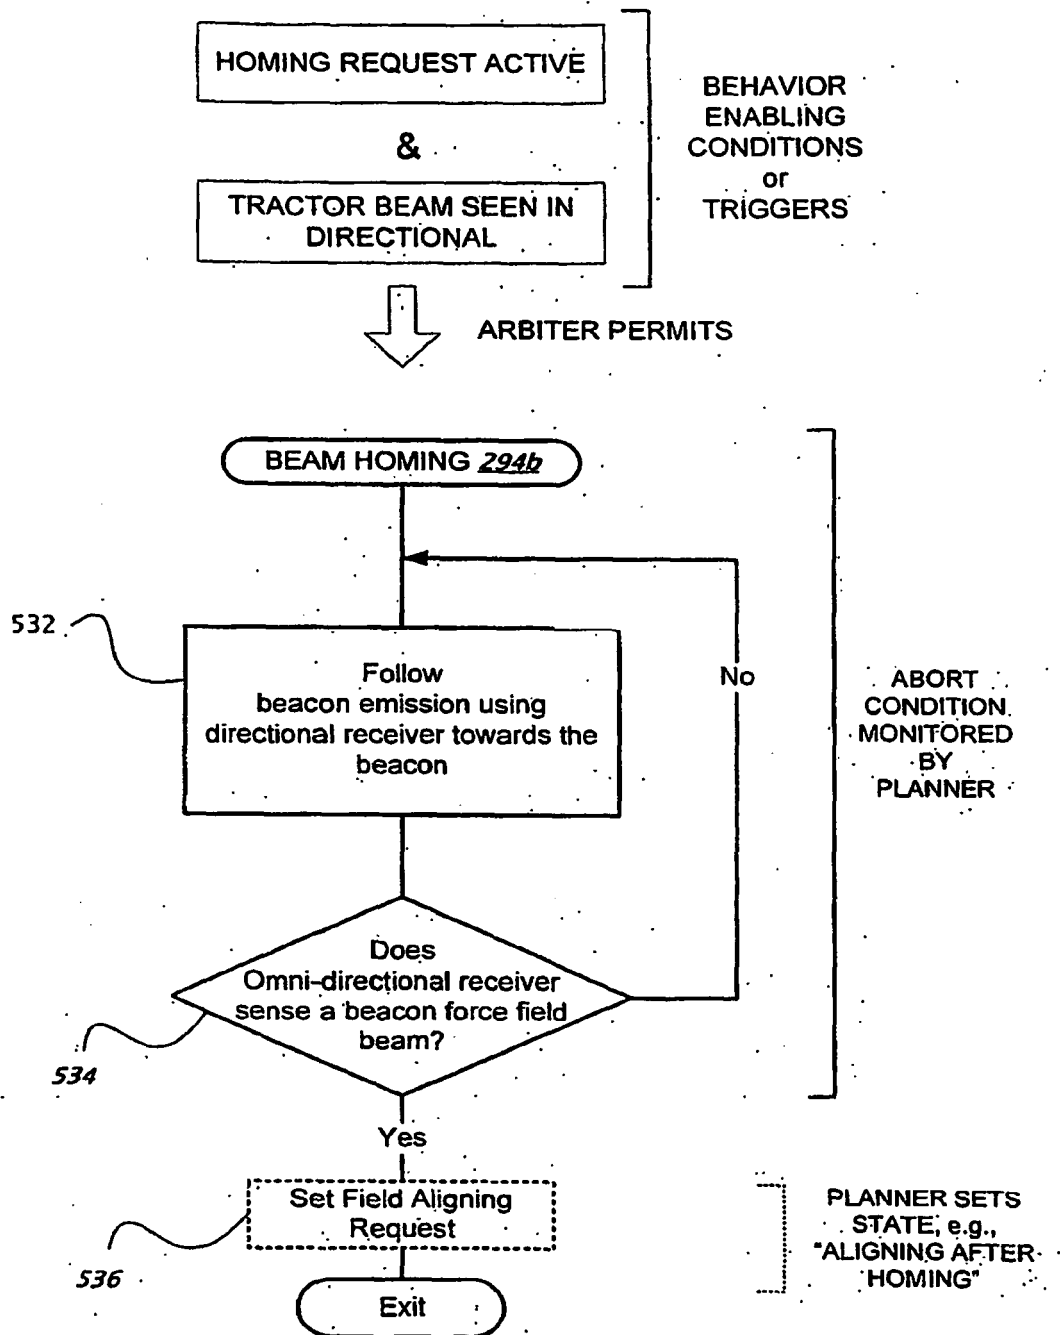 HOMING REQUEST ACTIVE
&
TRACTOR BEAM SEEN IN
DIRECTIONAL
BEHAVIOR
ENABLING
CONDITIONS
or
TRIGGERS
ARBITER PERMITS
BEAM HOMING 294b
532
Follow
beacon emission using
directional receiver towards the
beacon
No
ABORT
CONDITION
MONITORED
BY
PLANNER
Does
Omni-directional receiver
sense a beacon force field
beam?
534
Yes
Set Field Aligning
Request
536
Exit
PLANNER SETS
STATE, e.g.,
"ALIGNING AFTER
HOMING"